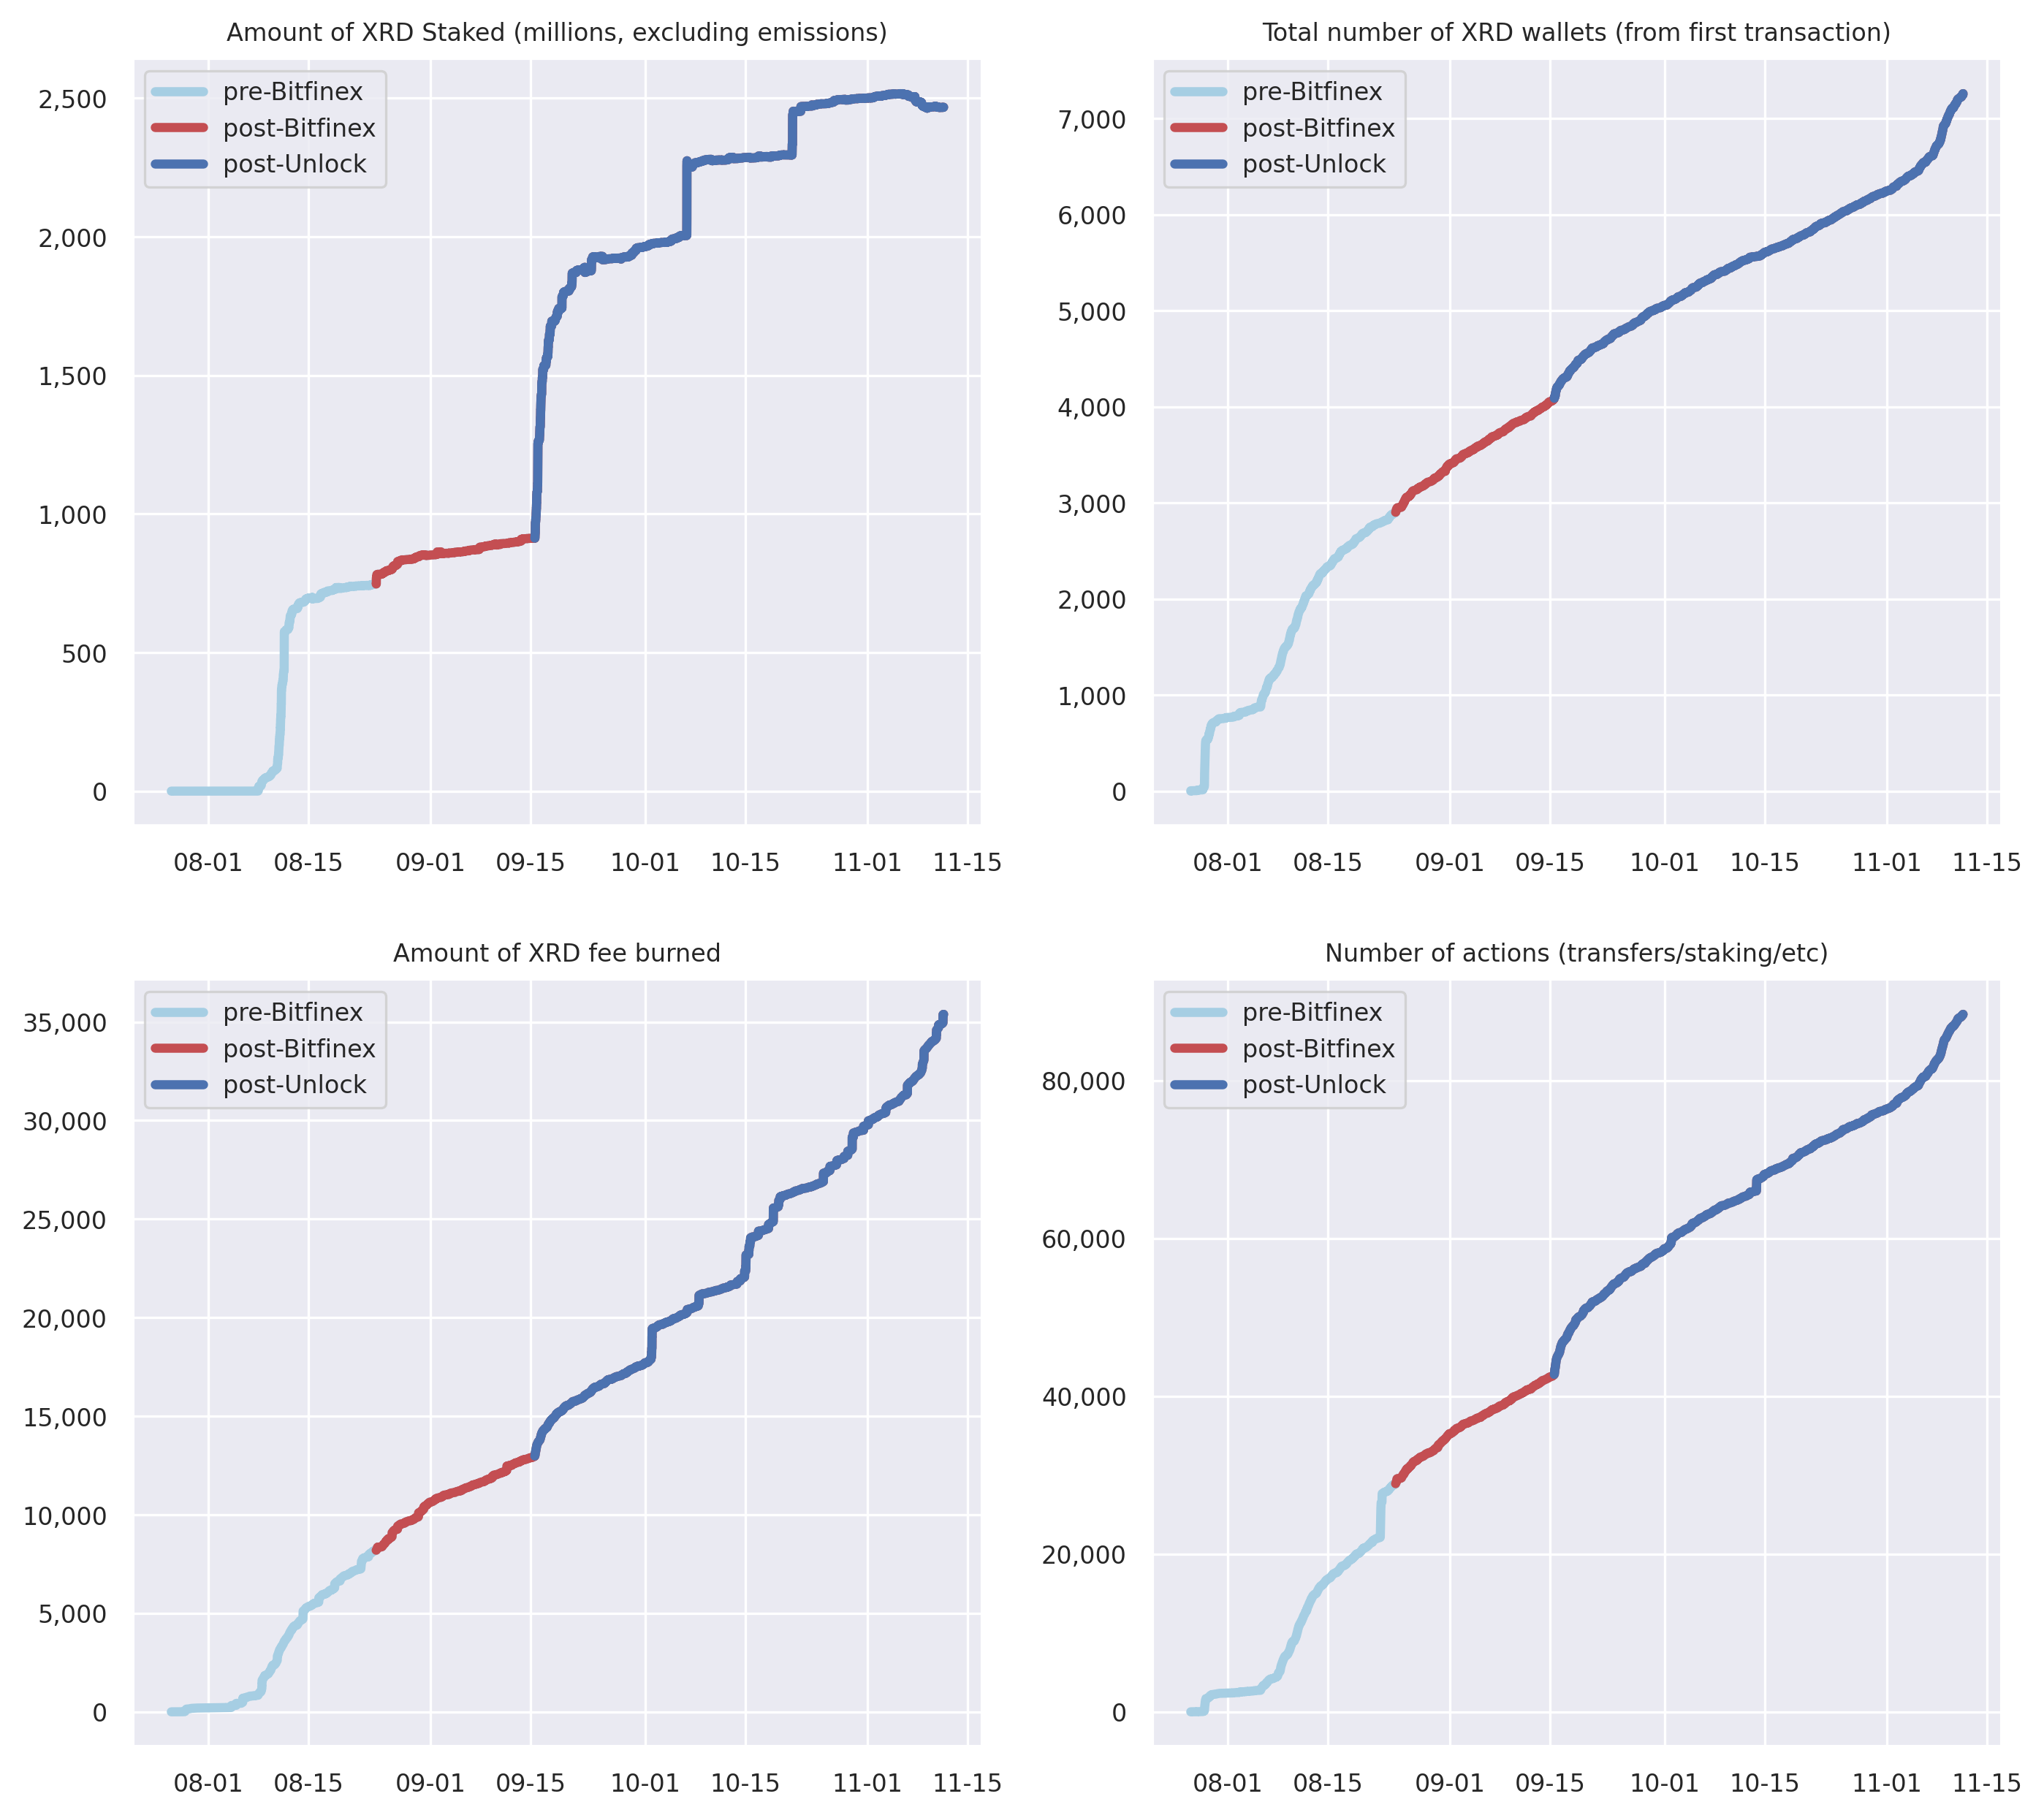 Amount of XRD Staked (millions, excluding emissions)
pre-Bitfinex
post-Bitfinex
post-Unlock
2,500
2,000
1,500
1,000
500
0
08-01 08-15 09-01 09-15 10-01 10-15 11-01 11-15
Total number of XRD wallets (from first transaction)
pre-Bitfinex
post-Bitfinex
post-Unlock
7,000
6,000
5,000
4,000
3,000
2,000
1,000
0
08-01 08-15 09-01 09-15 10-01 10-15 11-01 11-15
Amount of XRD fee burned
pre-Bitfinex
post-Bitfinex
post-Unlock
35,000
30,000
25,000
20,000
15,000
10,000
5,000
0
08-01 08-15 09-01 09-15 10-01 10-15 11-01 11-15
Number of actions (transfers/staking/etc)
pre-Bitfinex
post-Bitfinex
post-Unlock
80,000
60,000
40,000
20,000
0
08-01 08-15 09-01 09-15 10-01 10-15 11-01 11-15